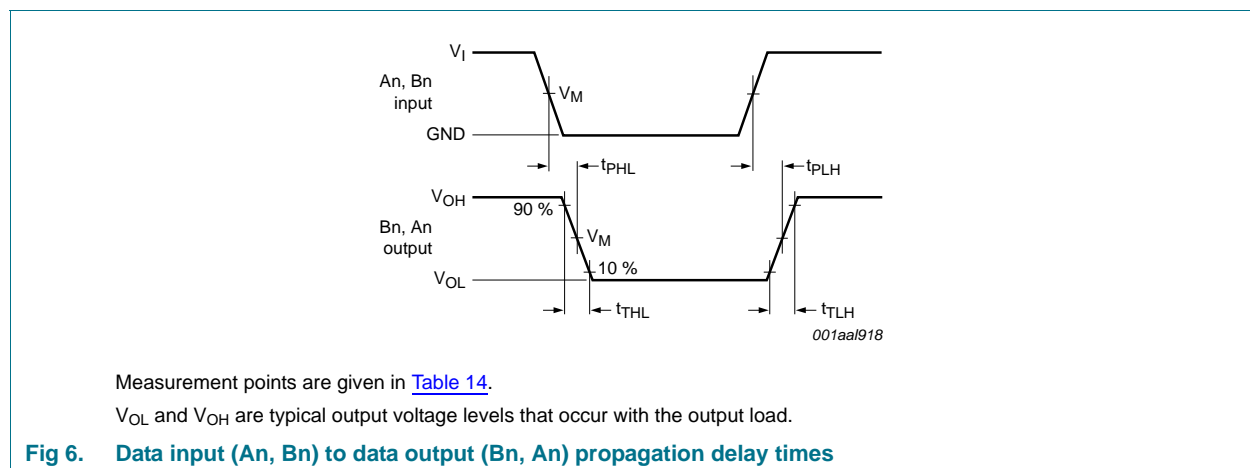 VI
An, Bn
input
VM
GND
tPHL
tPLH
VOH
90 %
Bn, An
output
VM
10 %
VOL
tTHL
tTLH
001aal918
Measurement points are given in Table 14.
VOL and VOH are typical output voltage levels that occur with the output load.
Fig 6. Data input (An, Bn) to data output (Bn, An) propagation delay times